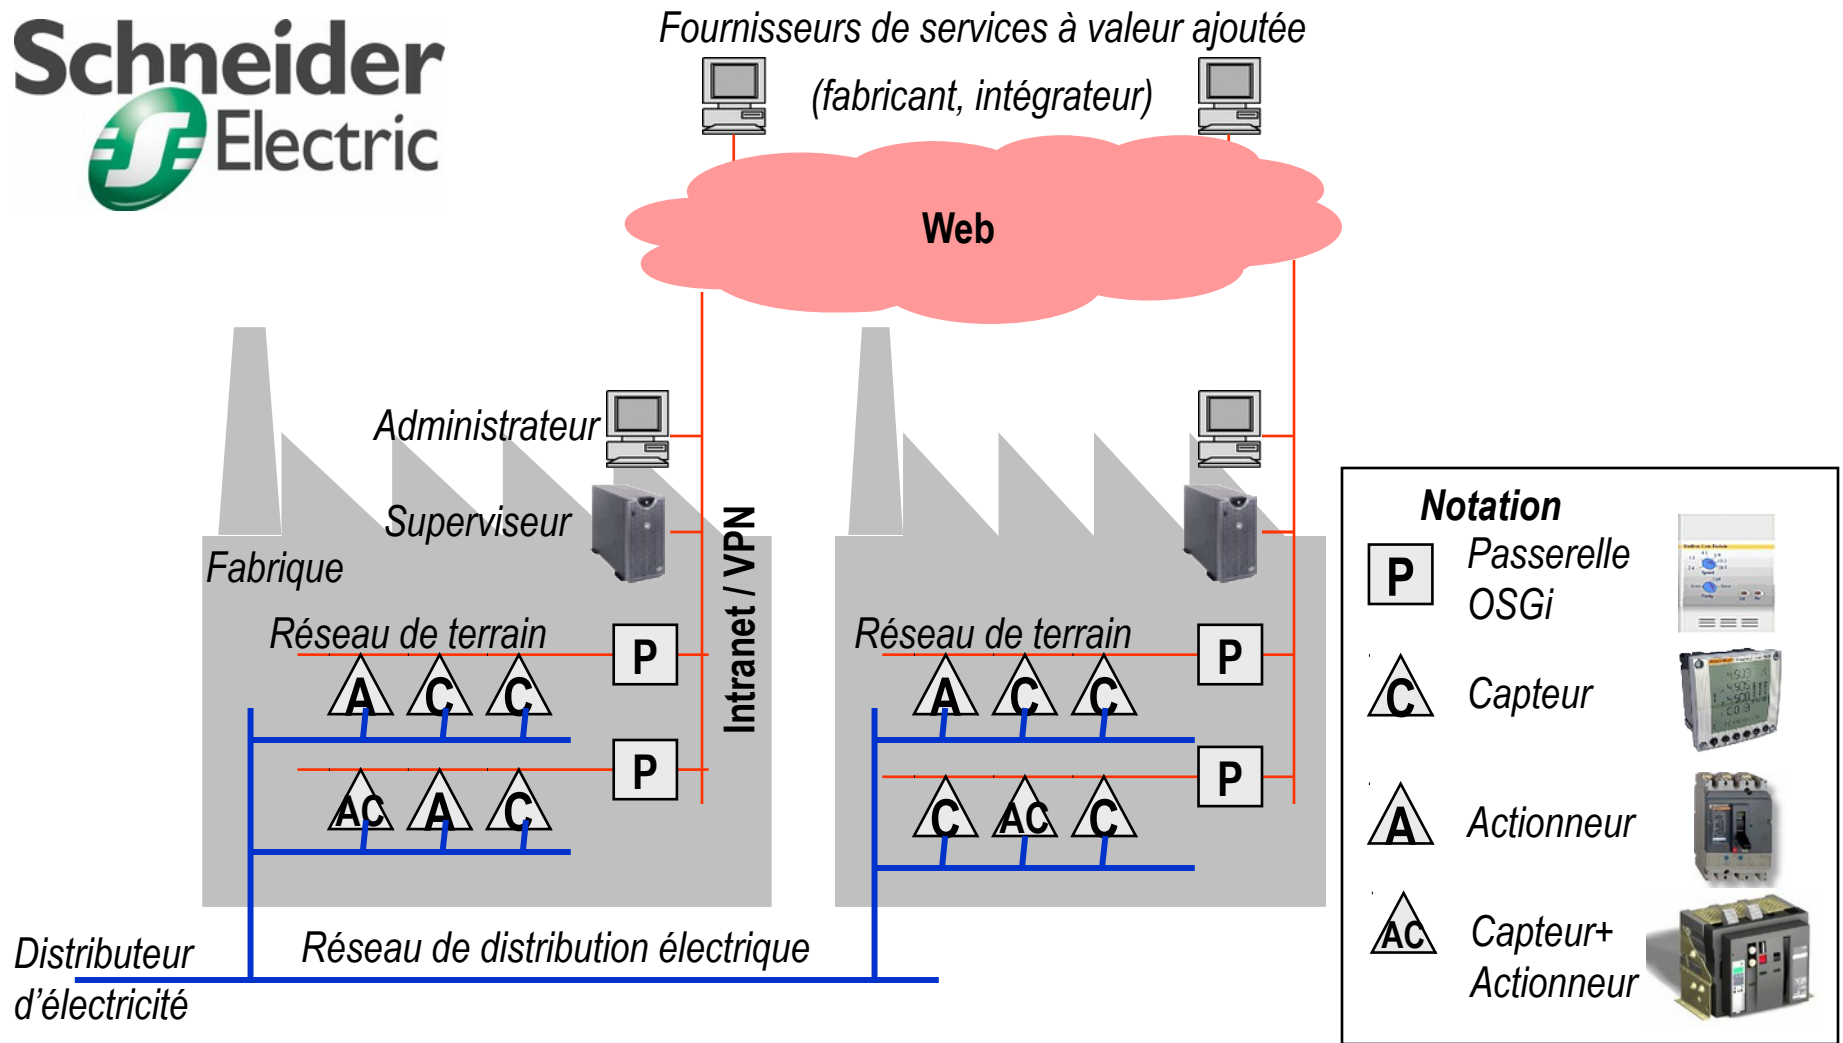 Schneider
Electric
Fournisseurs de services à valeur ajoutée
(fabricant, intégrateur)
Web
Administrateur
Superviseur
Fabrique
Intranet / VPN
Réseau de terrain
P
A
C
C
P
AC
A
C
Réseau de terrain
P
A
C
C
P
C
AC
C
Distributeur
d’électricité
Réseau de distribution électrique
Notation
P
Passerelle
OSGi
C
Capteur
A
Actionneur
AC
Capteur+
Actionneur